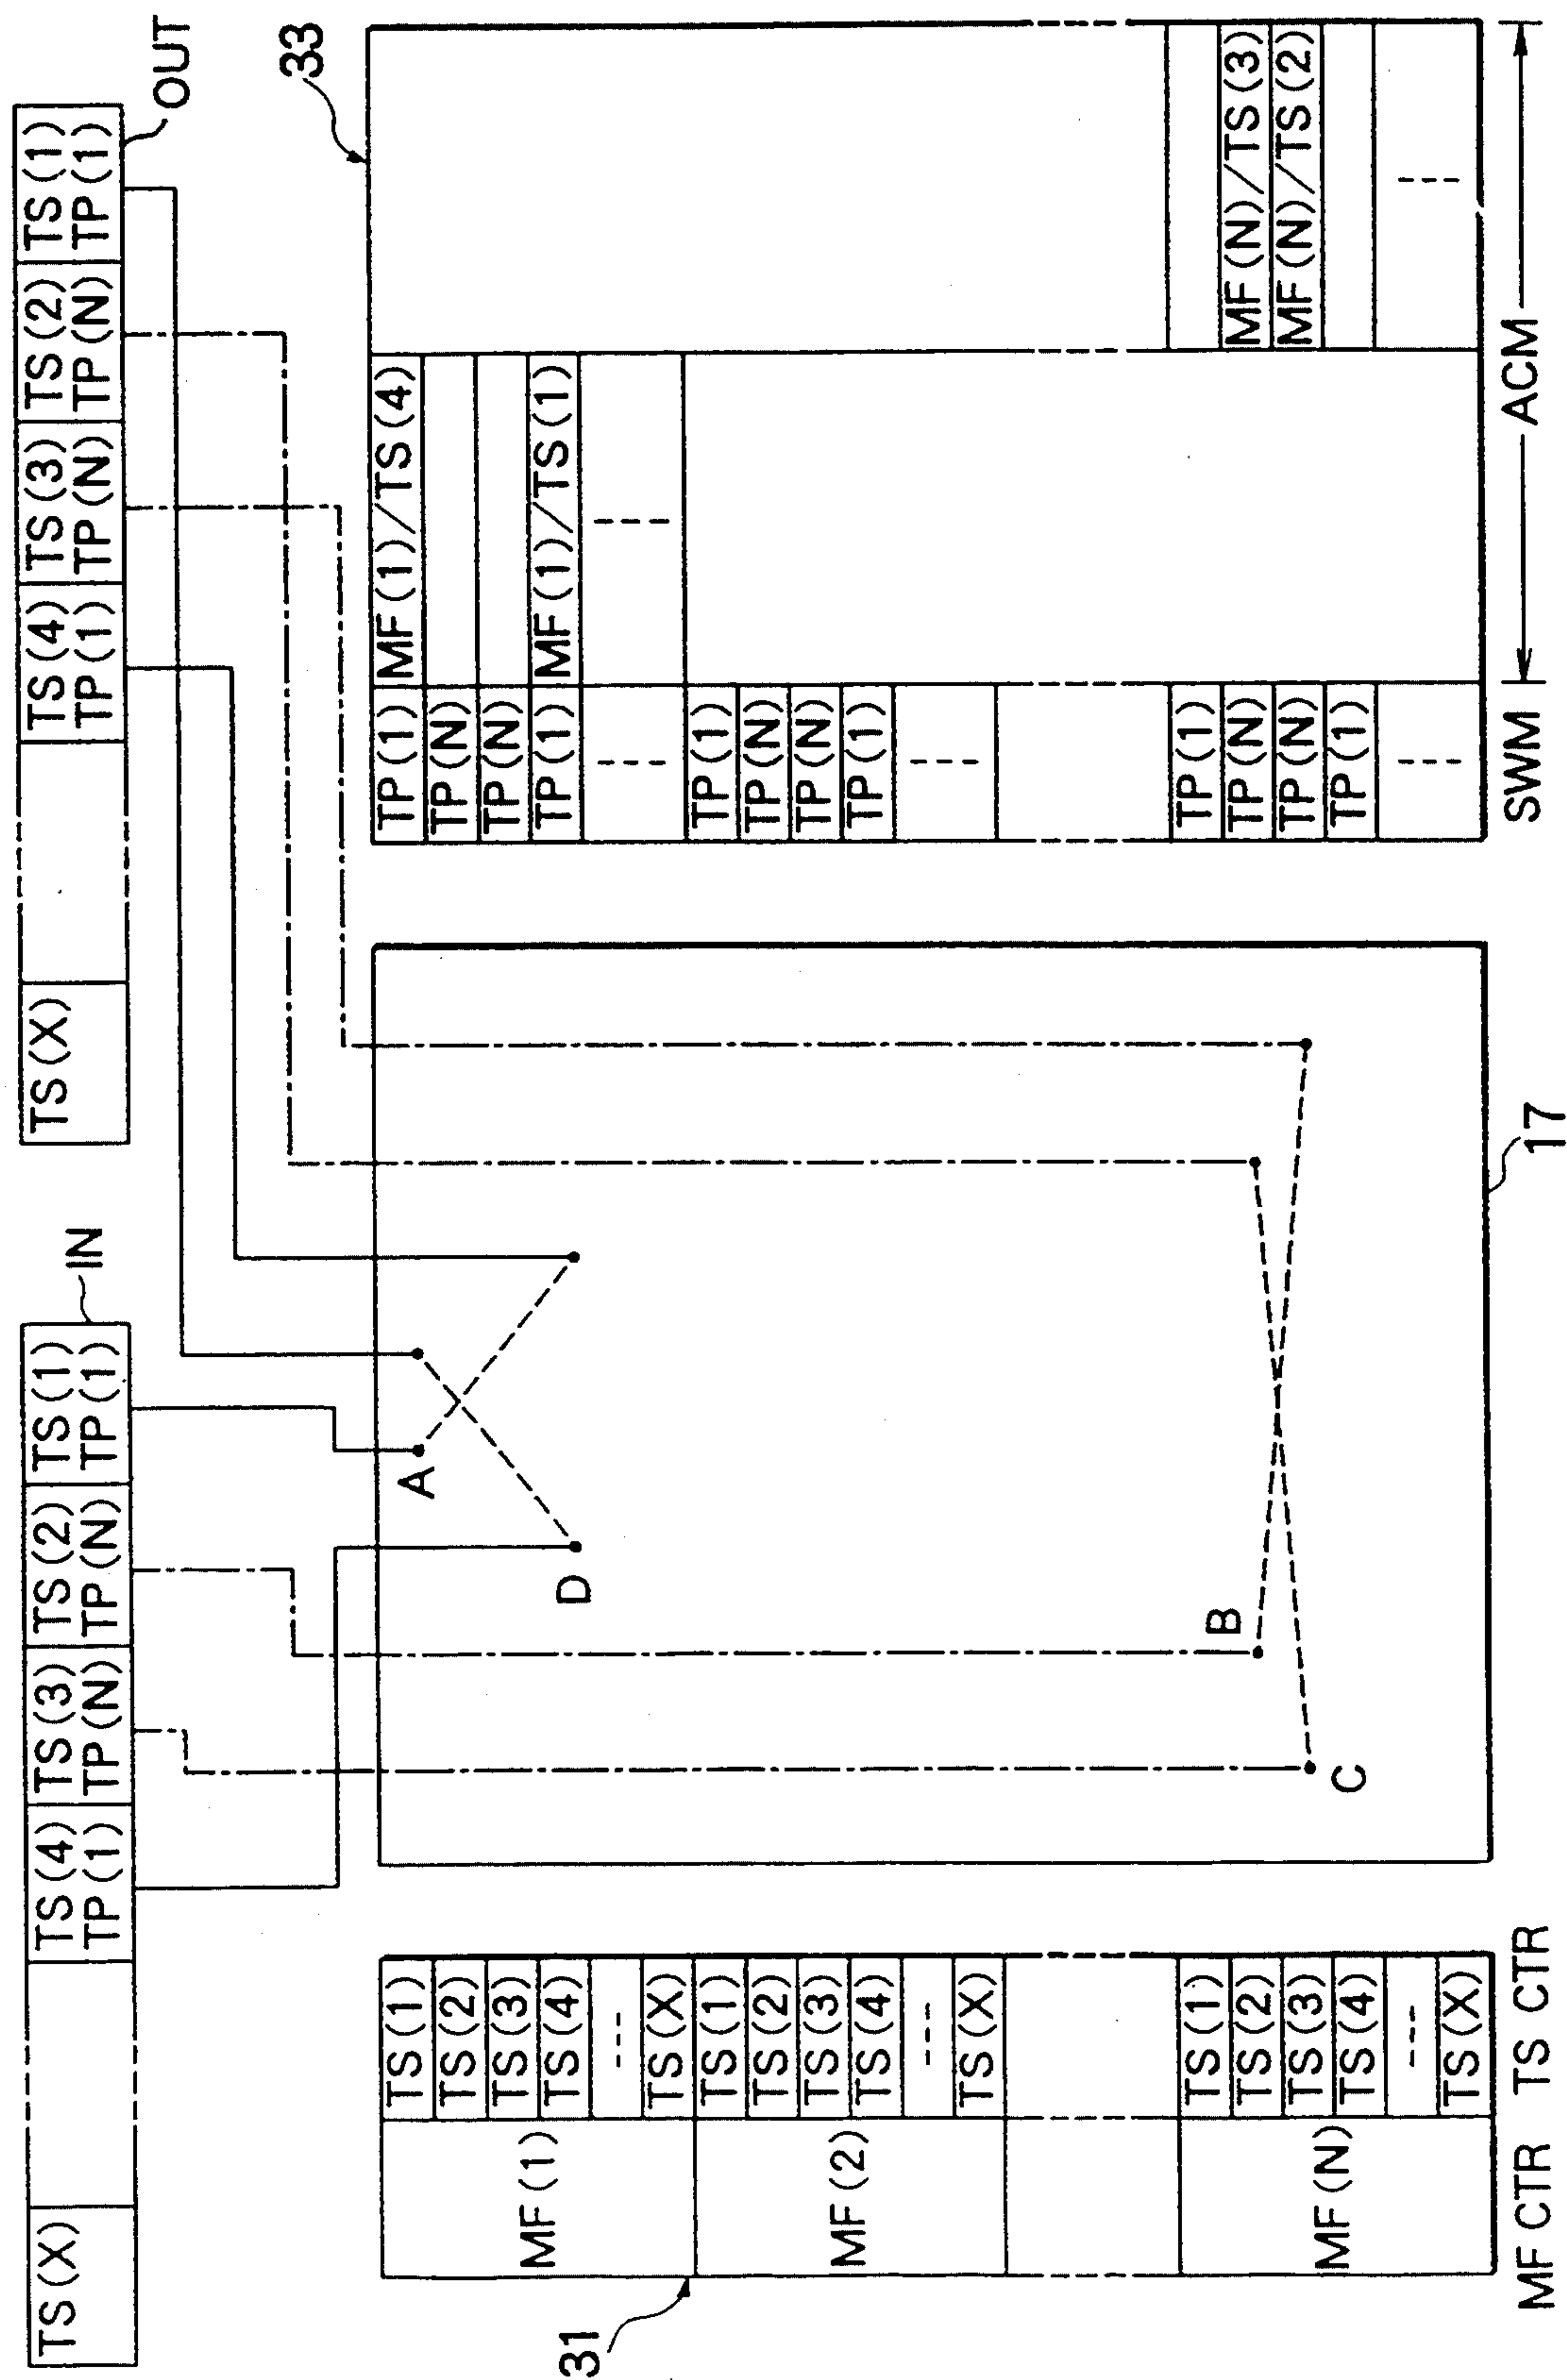 TS(X) TS(4) TS(3) TS(2) TS(1)
TP(1) TP(N) TP(N) TP(1)
IN
TS(X) TS(4) TS(3) TS(2) TS(1)
TP(1) TP(N) TP(N) TP(1)
OUT
31
MF(1)
TS(1)
TS(2)
TS(3)
TS(4)
TS(X)
MF(2)
TS(1)
TS(2)
TS(3)
TS(4)
TS(X)
MF(N)
TS(1)
TS(2)
TS(3)
TS(4)
TS(X)
MF CTR TS CTR
A
D
B
C
17
33
TP(1) MF(1)/TS(4)
TP(N)
TP(N)
TP(1) MF(1)/TS(1)
TP(1)
TP(N)
TP(N)
TP(1)
TP(1)
TP(N) MF(N)/TS(3)
TP(N) MF(N)/TS(2)
TP(1)
SWM ACM